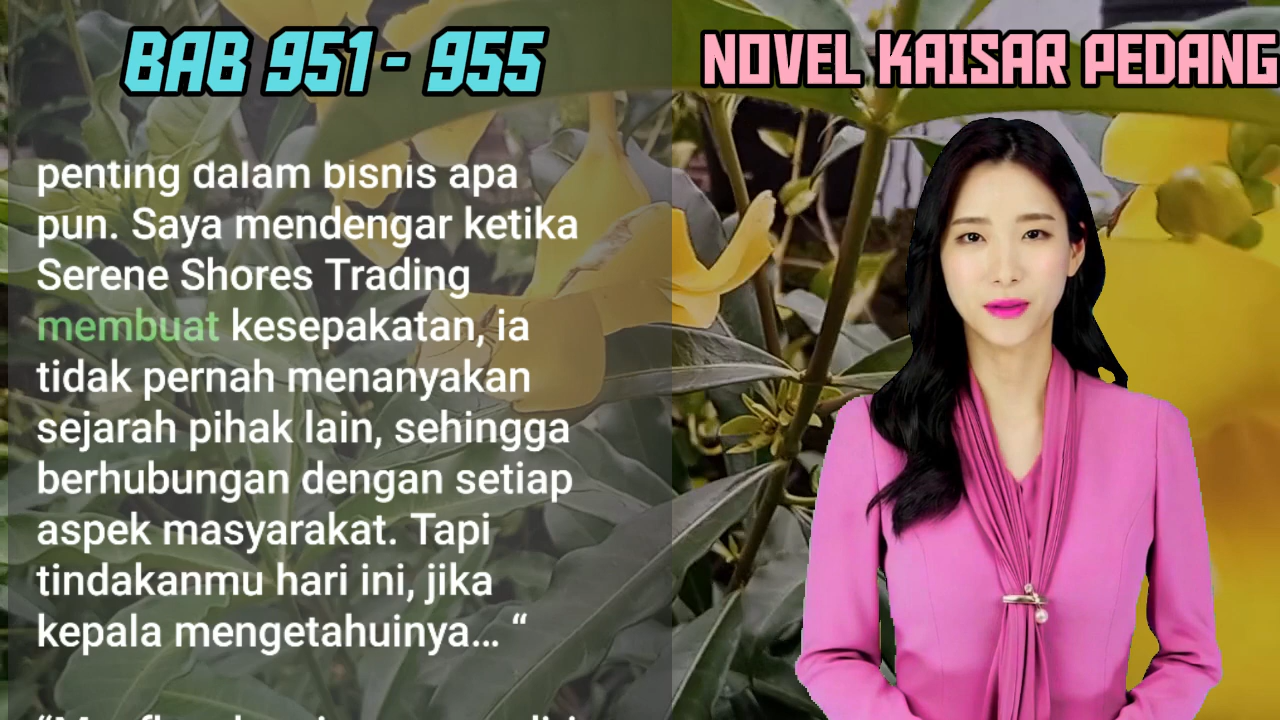 BAB 951 - 955
NOVEL KAISAR PEDANG
penting dalam bisnis apa
pun. Saya mendengar ketika
Serene Shores Trading
membuat kesepakatan, ia
tidak pernah menanyakan
sejarah pihak lain, sehingga
berhubungan dengan setiap
aspek masyarakat. Tapi
tindakanmu hari ini, jika
kepala mengetahuinya... “